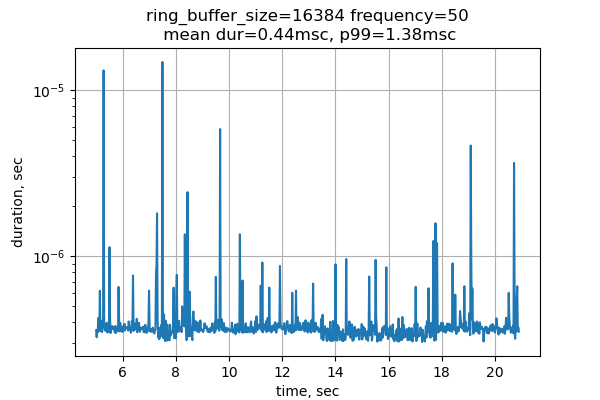 ring_buffer_size=16384 frequency=50
mean dur=0.44msc, p99=1.38msc
duration, sec
10⁻⁵
10⁻⁶
6 8 10 12 14 16 18 20
time, sec